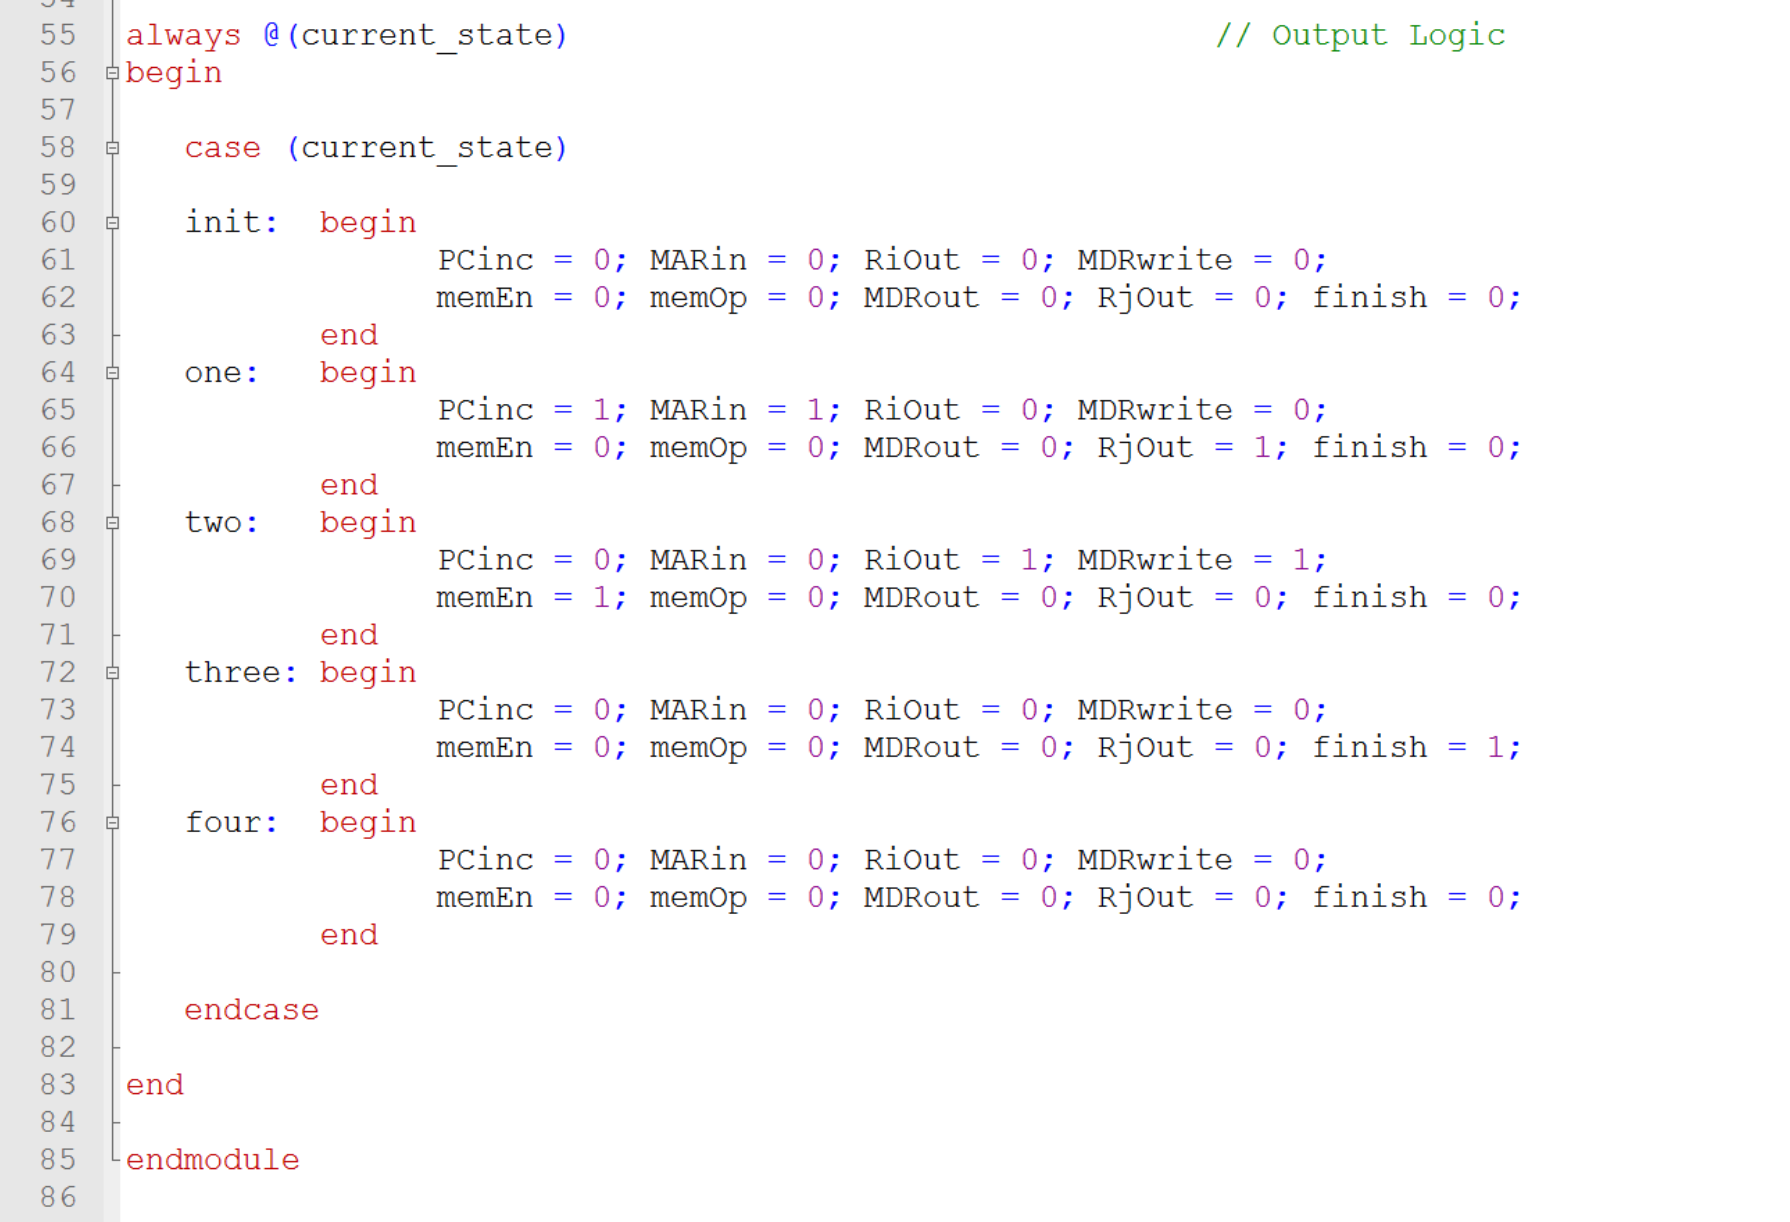 54
55 always @(current_state) // Output Logic
56 begin
57
58 case (current_state)
59
60 init: begin
61 PCinc = 0; MARin = 0; RiOut = 0; MDRwrite = 0;
62 memEn = 0; memOp = 0; MDRout = 0; RjOut = 0; finish = 0;
63 end
64 one: begin
65 PCinc = 1; MARin = 1; RiOut = 0; MDRwrite = 0;
66 memEn = 0; memOp = 0; MDRout = 0; RjOut = 1; finish = 0;
67 end
68 two: begin
69 PCinc = 0; MARin = 0; RiOut = 1; MDRwrite = 1;
70 memEn = 1; memOp = 0; MDRout = 0; RjOut = 0; finish = 0;
71 end
72 three: begin
73 PCinc = 0; MARin = 0; RiOut = 0; MDRwrite = 0;
74 memEn = 0; memOp = 0; MDRout = 0; RjOut = 0; finish = 1;
75 end
76 four: begin
77 PCinc = 0; MARin = 0; RiOut = 0; MDRwrite = 0;
78 memEn = 0; memOp = 0; MDRout = 0; RjOut = 0; finish = 0;
79 end
80
81 endcase
82
83 end
84
85 endmodule
86